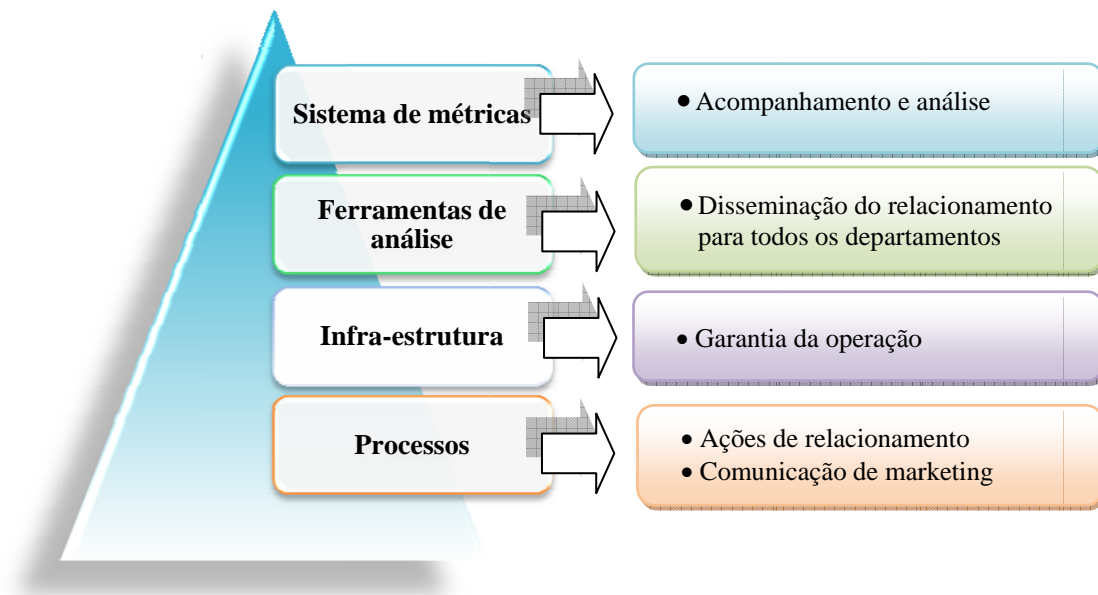 Sistema de métricas
• Acompanhamento e análise
Ferramentas de
análise
• Disseminação do relacionamento
para todos os departamentos
Infra-estrutura
• Garantia da operação
Processos
• Ações de relacionamento
• Comunicação de marketing